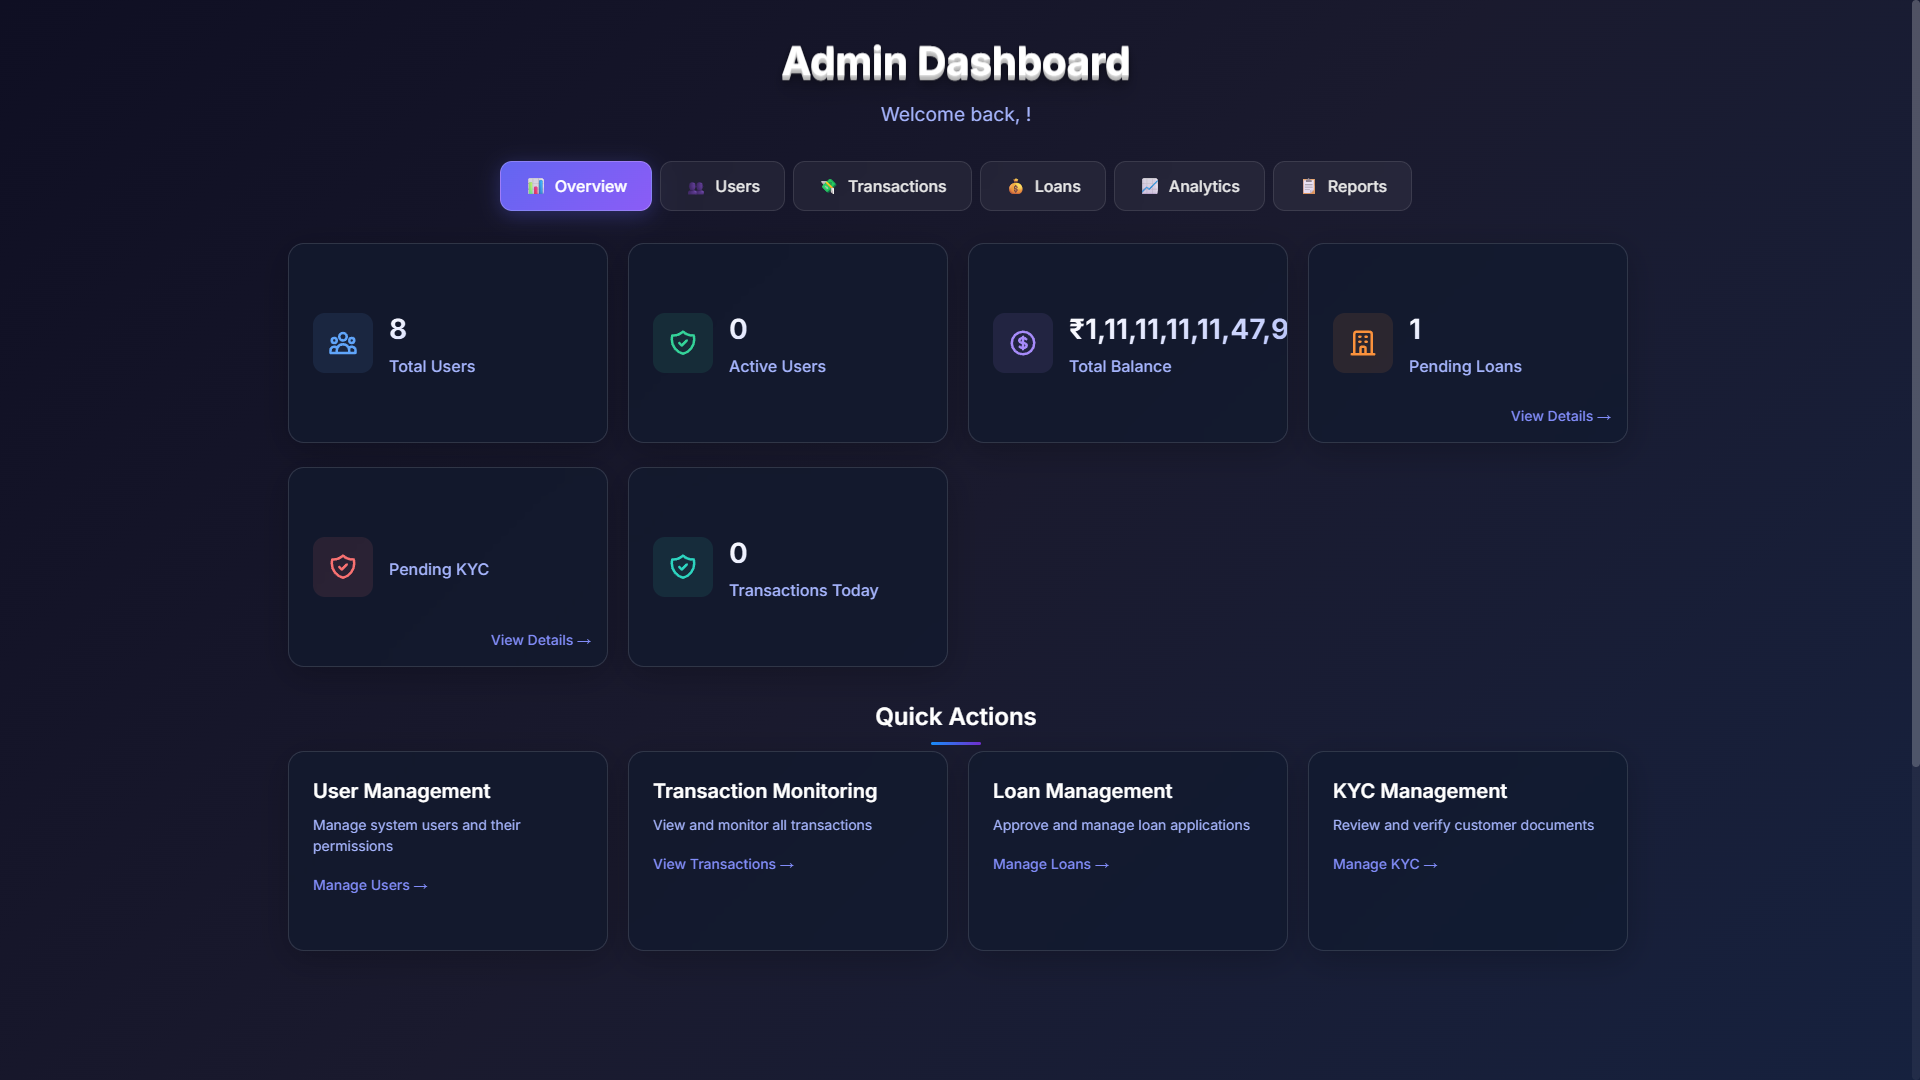 Admin Dashboard
Welcome back, !
Overview
Users
Transactions
Loans
Analytics
Reports
8
Total Users
0
Active Users
₹1,11,11,11,11,47,9
Total Balance
1
Pending Loans
View Details →
Pending KYC
View Details →
0
Transactions Today
Quick Actions
User Management
Manage system users and their
permissions
Manage Users →
Transaction Monitoring
View and monitor all transactions
View Transactions →
Loan Management
Approve and manage loan applications
Manage Loans →
KYC Management
Review and verify customer documents
Manage KYC →